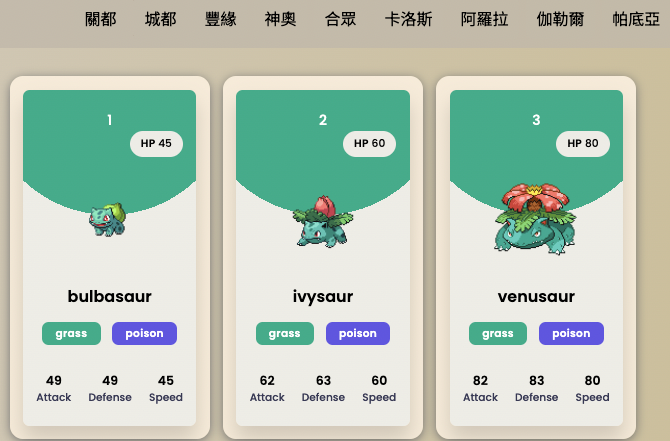 關都 城都 豐緣 神奧 合眾 卡洛斯 阿羅拉 伽勒爾 帕底亞
1
HP 45
bulbasaur
grass poison
49 49 45
Attack Defense Speed
2
HP 60
ivysaur
grass poison
62 63 60
Attack Defense Speed
3
HP 80
venusaur
grass poison
82 83 80
Attack Defense Speed